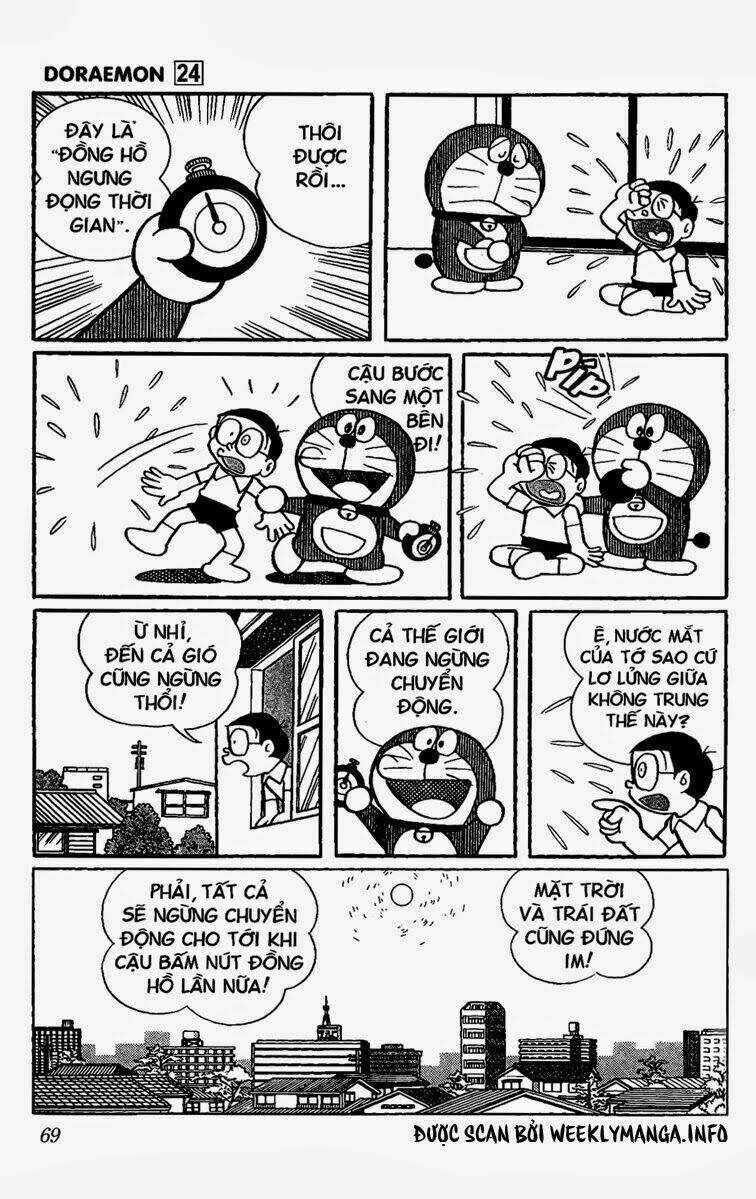 DORAEMON 24
THÔI
ĐƯỢC
RỒI...
ĐÂY LÀ
"ĐỒNG HỒ
NGƯNG
ĐỌNG THỜI
GIAN".
PÍP
CẬU BƯỚC
SANG MỘT
BÊN
ĐI!
Ê, NƯỚC MẮT
CỦA TỚ SAO CỨ
LƠ LỬNG GIỮA
KHÔNG TRUNG
THẾ NÀY?
CẢ THẾ GIỚI
ĐANG NGỪNG
CHUYỂN
ĐỘNG.
Ừ NHỈ,
ĐẾN CẢ GIÓ
CŨNG NGỪNG
THỔI!
MẶT TRỜI
VÀ TRÁI ĐẤT
CŨNG ĐỨNG
IM!
PHẢI, TẤT CẢ
SẼ NGỪNG CHUYỂN
ĐỘNG CHO TỚI KHI
CẬU BẤM NÚT ĐỒNG
HỒ LẦN NỮA!
69
ĐƯỢC SCAN BỞI WEEKLYMANGA.INFO